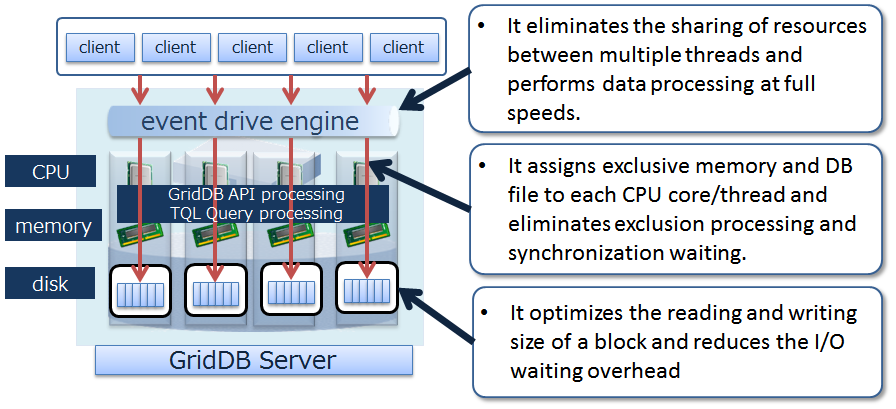 client client client client client
• It eliminates the sharing of resources
between multiple threads and
performs data processing at full
speeds.
event drive engine
CPU
• It assigns exclusive memory and DB
file to each CPU core/thread and
eliminates exclusion processing and
synchronization waiting.
GridDB API processing
TQL Query processing
memory
disk
• It optimizes the reading and writing
size of a block and reduces the I/O
waiting overhead
GridDB Server